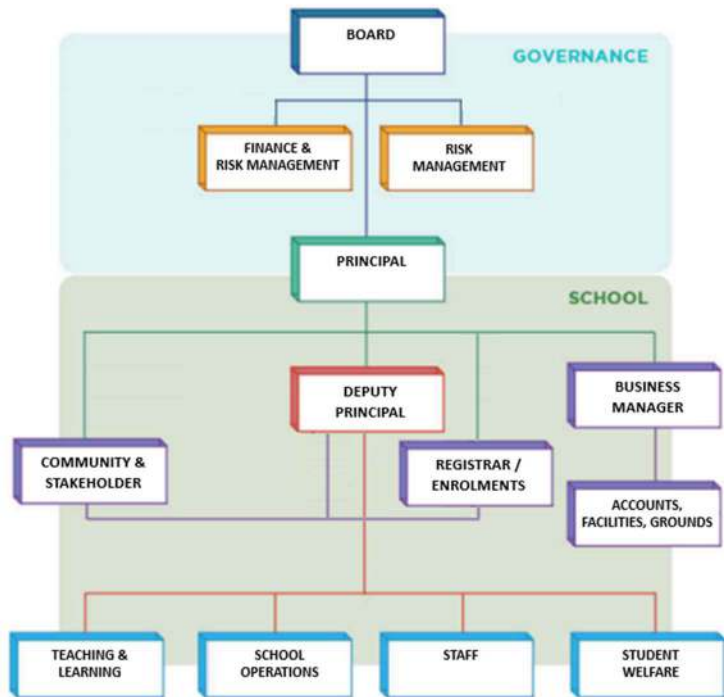 BOARD
GOVERNANCE
FINANCE &
RISK MANAGEMENT
RISK
MANAGEMENT
PRINCIPAL
SCHOOL
DEPUTY
PRINCIPAL
BUSINESS
MANAGER
COMMUNITY &
STAKEHOLDER
REGISTRAR /
ENROLMENTS
ACCOUNTS,
FACILITIES, GROUNDS
TEACHING &
LEARNING
SCHOOL
OPERATIONS
STAFF
STUDENT
WELFARE